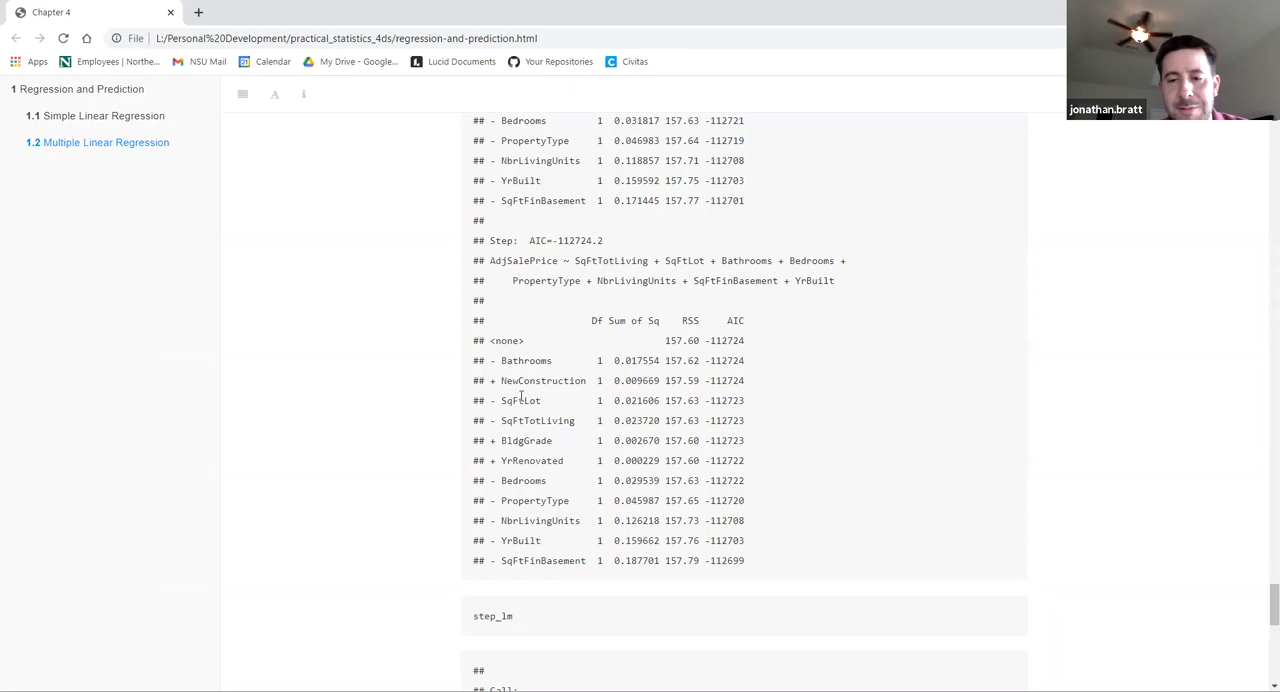 Chapter 4
File
L:/Personal%20Development/practical_statistics_4ds/regression-and-prediction.html
Apps
Employees (Northe...
NSU Mail
Calendar
My Drive - Google...
Lucid Documents
Your Repositories
Civitas
jonathan.bratt
1 Regression and Prediction
1.1 Simple Linear Regression
1.2 Multiple Linear Regression
## - Bedrooms 1 0.031817 157.63 -112721
## - PropertyType 1 0.046983 157.64 -112719
## - NbrLivingUnits 1 0.118857 157.71 -112708
## - YrBuilt 1 0.159592 157.75 -112703
## - SqFtFinBasement 1 0.171445 157.77 -112701
##
## Step: AIC=-112724.2
## AdjSalePrice ~ SqFtTotLiving + SqFtLot + Bathrooms + Bedrooms +
## PropertyType + NbrLivingUnits + SqFtFinBasement + YrBuilt
##
## Df Sum of Sq RSS AIC
## <none> 157.60 -112724
## - Bathrooms 1 0.017554 157.62 -112724
## + NewConstruction 1 0.009669 157.59 -112724
## - SqFtLot 1 0.021606 157.63 -112723
## - SqFtTotLiving 1 0.023720 157.63 -112723
## + BldgGrade 1 0.002670 157.60 -112723
## + YrRenovated 1 0.000229 157.60 -112722
## - Bedrooms 1 0.029539 157.63 -112722
## - PropertyType 1 0.045987 157.65 -112720
## - NbrLivingUnits 1 0.126218 157.73 -112708
## - YrBuilt 1 0.159662 157.76 -112703
## - SqFtFinBasement 1 0.187701 157.79 -112699
step_lm
##
## Call: